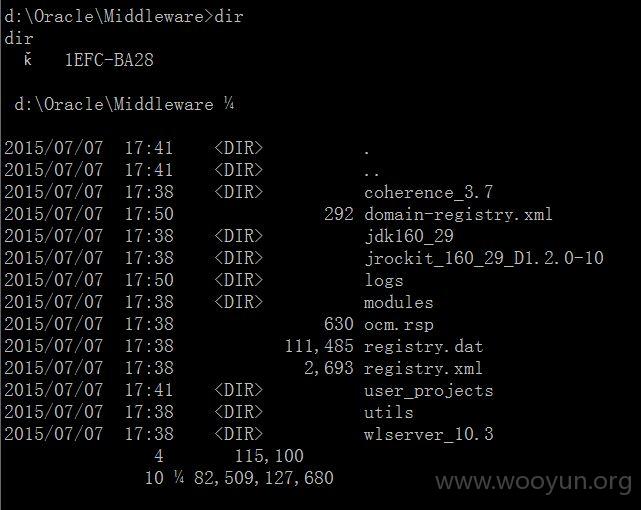 d:\Oracle\Middleware>dir
dir
ǩ 1EFC-BA28
d:\Oracle\Middleware ¼
2015/07/07 17:41 <DIR> .
2015/07/07 17:41 <DIR> ..
2015/07/07 17:38 <DIR> coherence_3.7
2015/07/07 17:50 292 domain-registry.xml
2015/07/07 17:38 <DIR> jdk160_29
2015/07/07 17:38 <DIR> jrockit_160_29_D1.2.0-10
2015/07/07 17:50 <DIR> logs
2015/07/07 17:38 <DIR> modules
2015/07/07 17:38 630 ocm.rsp
2015/07/07 17:38 111,485 registry.dat
2015/07/07 17:38 2,693 registry.xml
2015/07/07 17:41 <DIR> user_projects
2015/07/07 17:38 <DIR> utils
2015/07/07 17:38 <DIR> wlserver_10.3
4 115,100
10 ¼ 82,509,127,680
www.wooyun.org